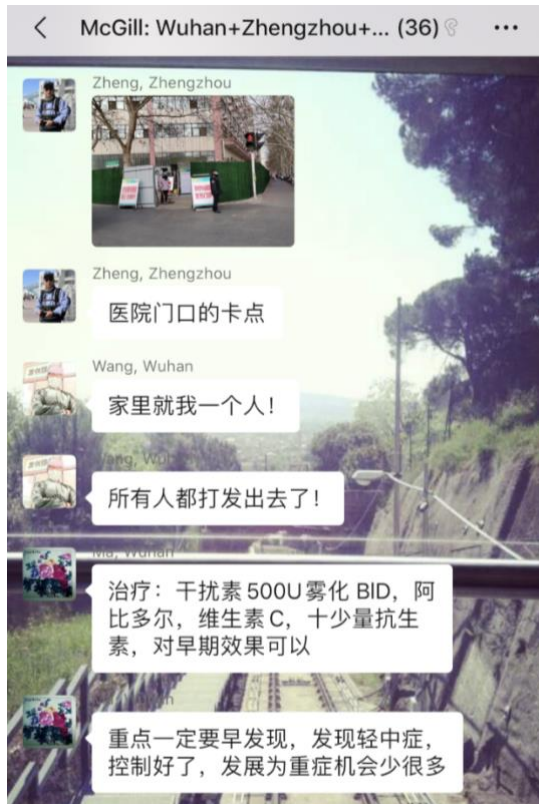 McGill: Wuhan+Zhengzhou+... (36)
Zheng, Zhengzhou
Zheng, Zhengzhou
医院门口的卡点
Wang, Wuhan
家里就我一个人！
Wang, Wuhan
所有人都打发出去了！
Ma, Wuhan
治疗：干扰素 500U 雾化 BID，阿
比多尔，维生素 C，十少量抗生
素，对早期效果可以
重点一定要早发现，发现轻中症，
控制好了，发展为重症机会少很多